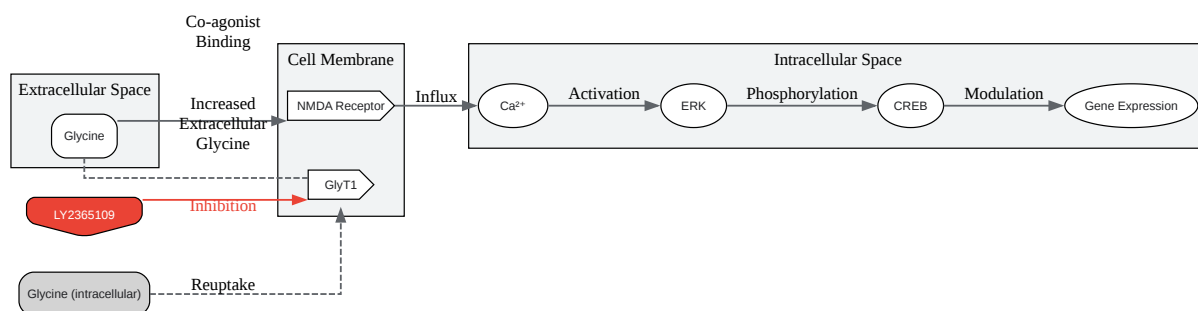 Co-agonist
Binding
Cell Membrane
Intracellular Space
Extracellular Space
Increased
Extracellular
Glycine
Glycine
NMDA Receptor
Influx
Ca²⁺
Activation
ERK
Phosphorylation
CREB
Modulation
Gene Expression
GlyT1
LY2365109
Inhibition
Glycine (intracellular)
Reuptake